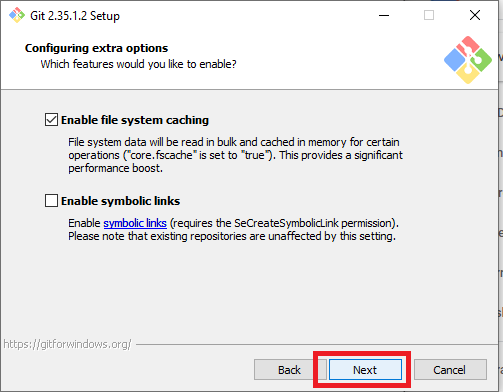 Git 2.35.1.2 Setup
Configuring extra options
Which features would you like to enable?
Enable file system caching
File system data will be read in bulk and cached in memory for certain
operations ("core.fscache" is set to "true"). This provides a significant
performance boost.
Enable symbolic links
Enable symbolic links (requires the SeCreateSymbolicLink permission).
Please note that existing repositories are unaffected by this setting.
https://gitforwindows.org/
Back
Next
Cancel